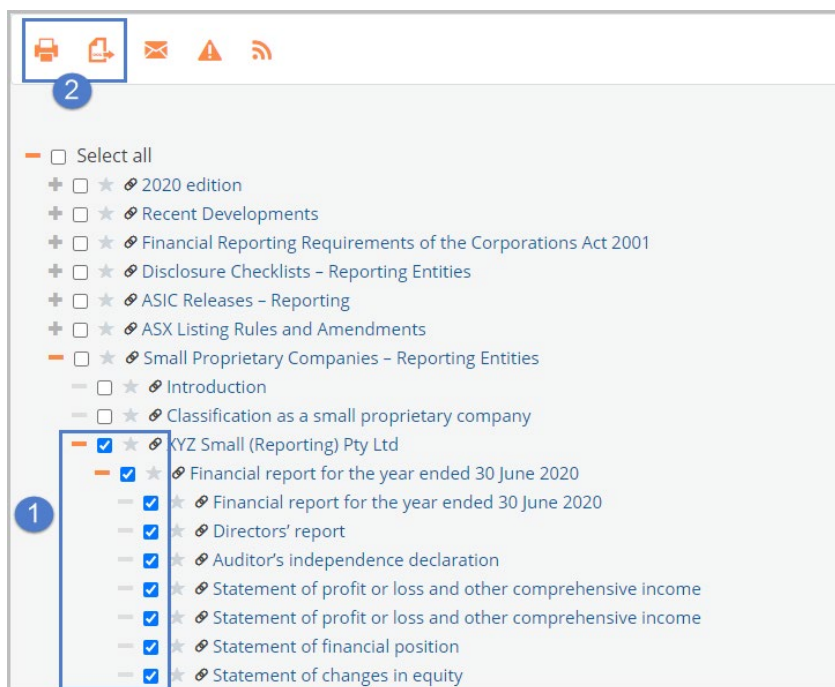 2
Select all
2020 edition
Recent Developments
Financial Reporting Requirements of the Corporations Act 2001
Disclosure Checklists – Reporting Entities
ASIC Releases – Reporting
ASX Listing Rules and Amendments
Small Proprietary Companies – Reporting Entities
Introduction
Classification as a small proprietary company
XYZ Small (Reporting) Pty Ltd
Financial report for the year ended 30 June 2020
1
Financial report for the year ended 30 June 2020
Directors’ report
Auditor’s independence declaration
Statement of profit or loss and other comprehensive income
Statement of profit or loss and other comprehensive income
Statement of financial position
Statement of changes in equity